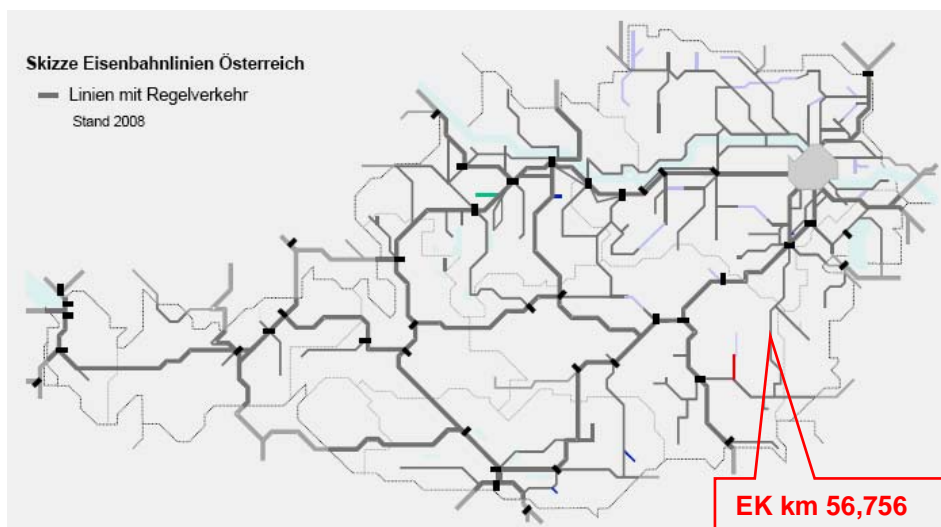 Skizze Eisenbahnlinien Österreich
Linien mit Regelverkehr
Stand 2008
EK km 56,756